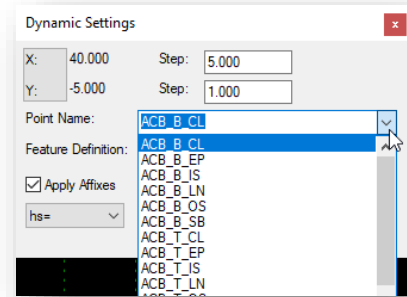 Dynamic Settings
x
X: 40.000 Step: 5.000
Y: -5.000 Step: 1.000
Point Name: ACB_B_CL
Feature Definition:
ACB_B_CL
ACB_B_EP
ACB_B_IS
ACB_B_LN
ACB_B_OS
ACB_B_SB
ACB_T_CL
ACB_T_EP
ACB_T_IS
ACB_T_LN
Apply Affixes
hs=